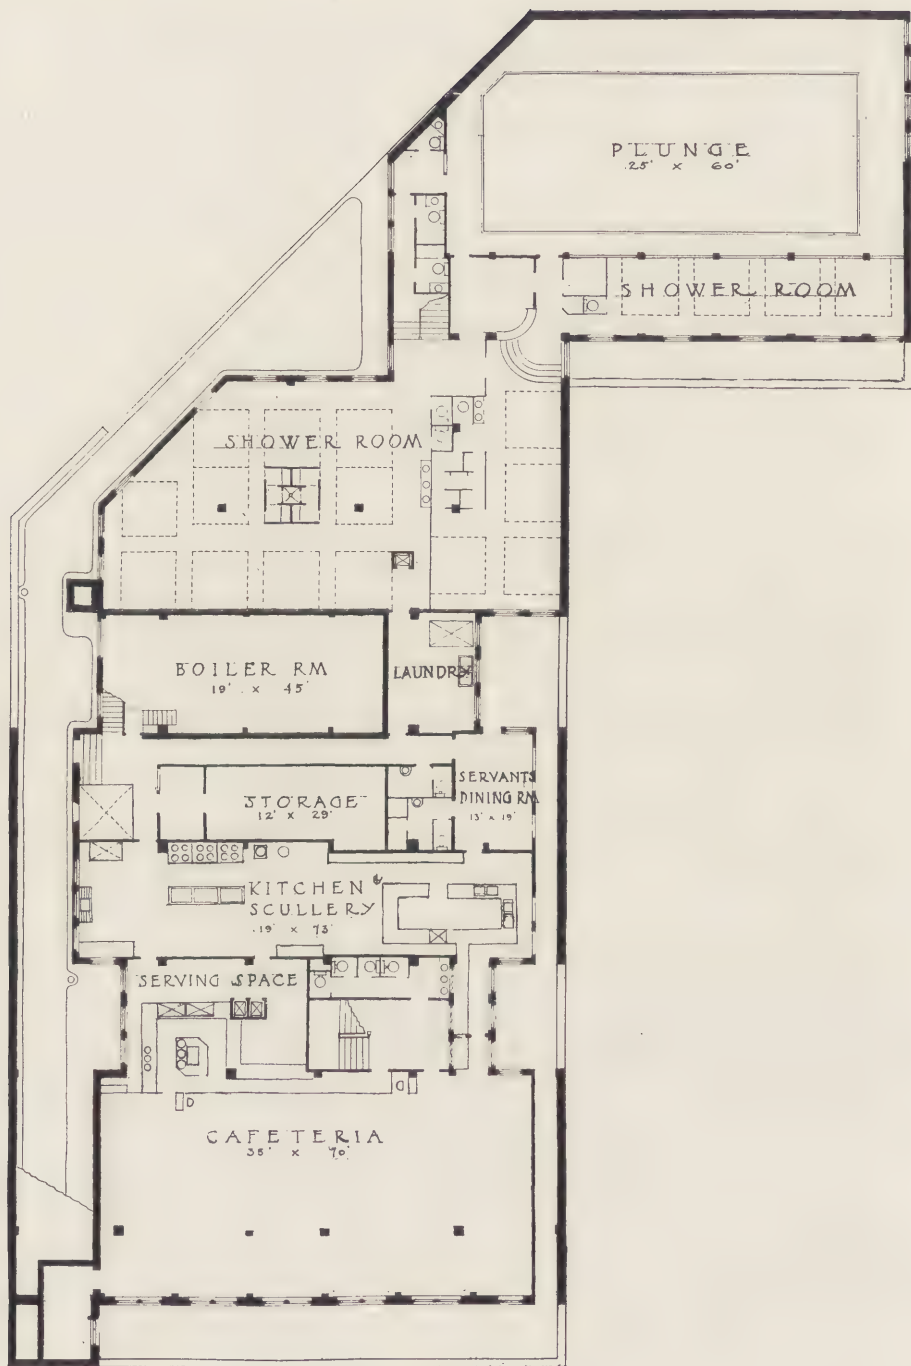 PLUNGE
25' x 60'
SHOWER ROOM
SHOWER ROOM
BOILER RM
19' x 45'
LAUNDRY
STORAGE
12' x 29'
SERVANTS
DINING RM
13' x 19'
KITCHEN &
SCULLERY
19' x 73'
SERVING SPACE
CAFETERIA
35' x 70'